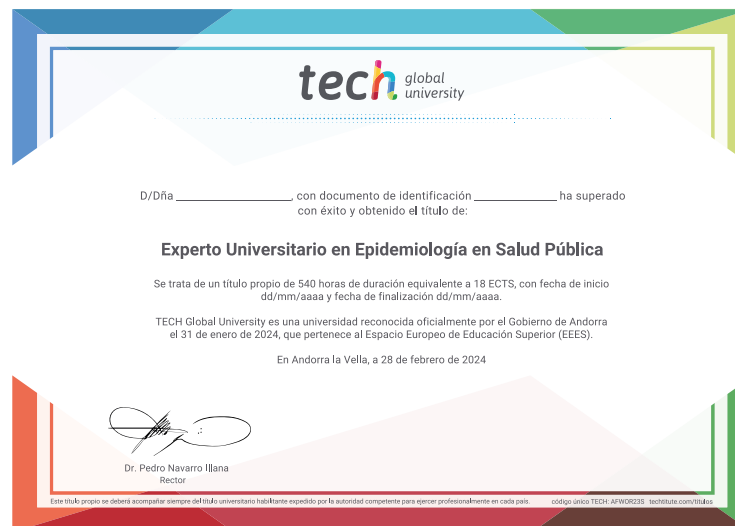 tech global university
D/Dña ______________, con documento de identificación ______________ ha superado
con éxito y obtenido el título de:
Experto Universitario en Epidemiología en Salud Pública
Se trata de un título propio de 540 horas de duración equivalente a 18 ECTS, con fecha de inicio
dd/mm/aaaa y fecha de finalización dd/mm/aaaa.
TECH Global University es una universidad reconocida oficialmente por el Gobierno de Andorra
el 31 de enero de 2024, que pertenece al Espacio Europeo de Educación Superior (EEES).
En Andorra la Vella, a 28 de febrero de 2024
Dr. Pedro Navarro Illana
Rector
Este título propio se deberá acompañar siempre del título universitario habilitante expedido por la autoridad competente para ejercer profesionalmente en cada país. código único TECH: AFWOR23S techtitute.com/titulos